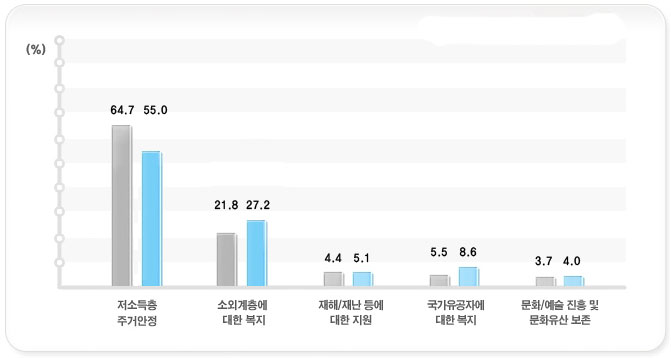 (%)
64.7 55.0
21.8 27.2
4.4 5.1
5.5 8.6
3.7 4.0
저소득층
주거안정
소외계층에
대한 복지
재해/재난 등에
대한 지원
국가유공자에
대한 복지
문화/예술 진흥 및
문화유산 보존